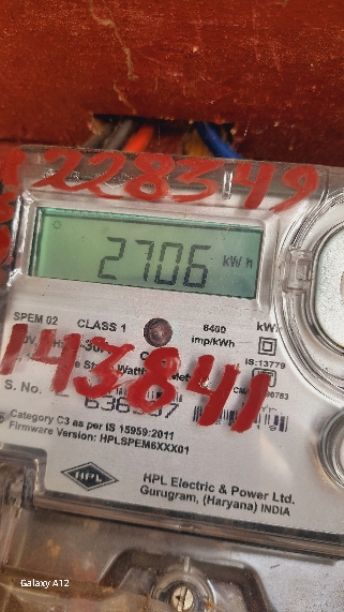 228349
2706 kWh
SPEM 02 CLASS 1 6400 imp/kWh kW
IS:13779
143841
S. No.
Category C3 as per IS 15959:2011
Firmware Version: HPLSPEM6XXX01
HPL
HPL Electric & Power Ltd.
Gurugram, (Haryana) INDIA
Galaxy A12